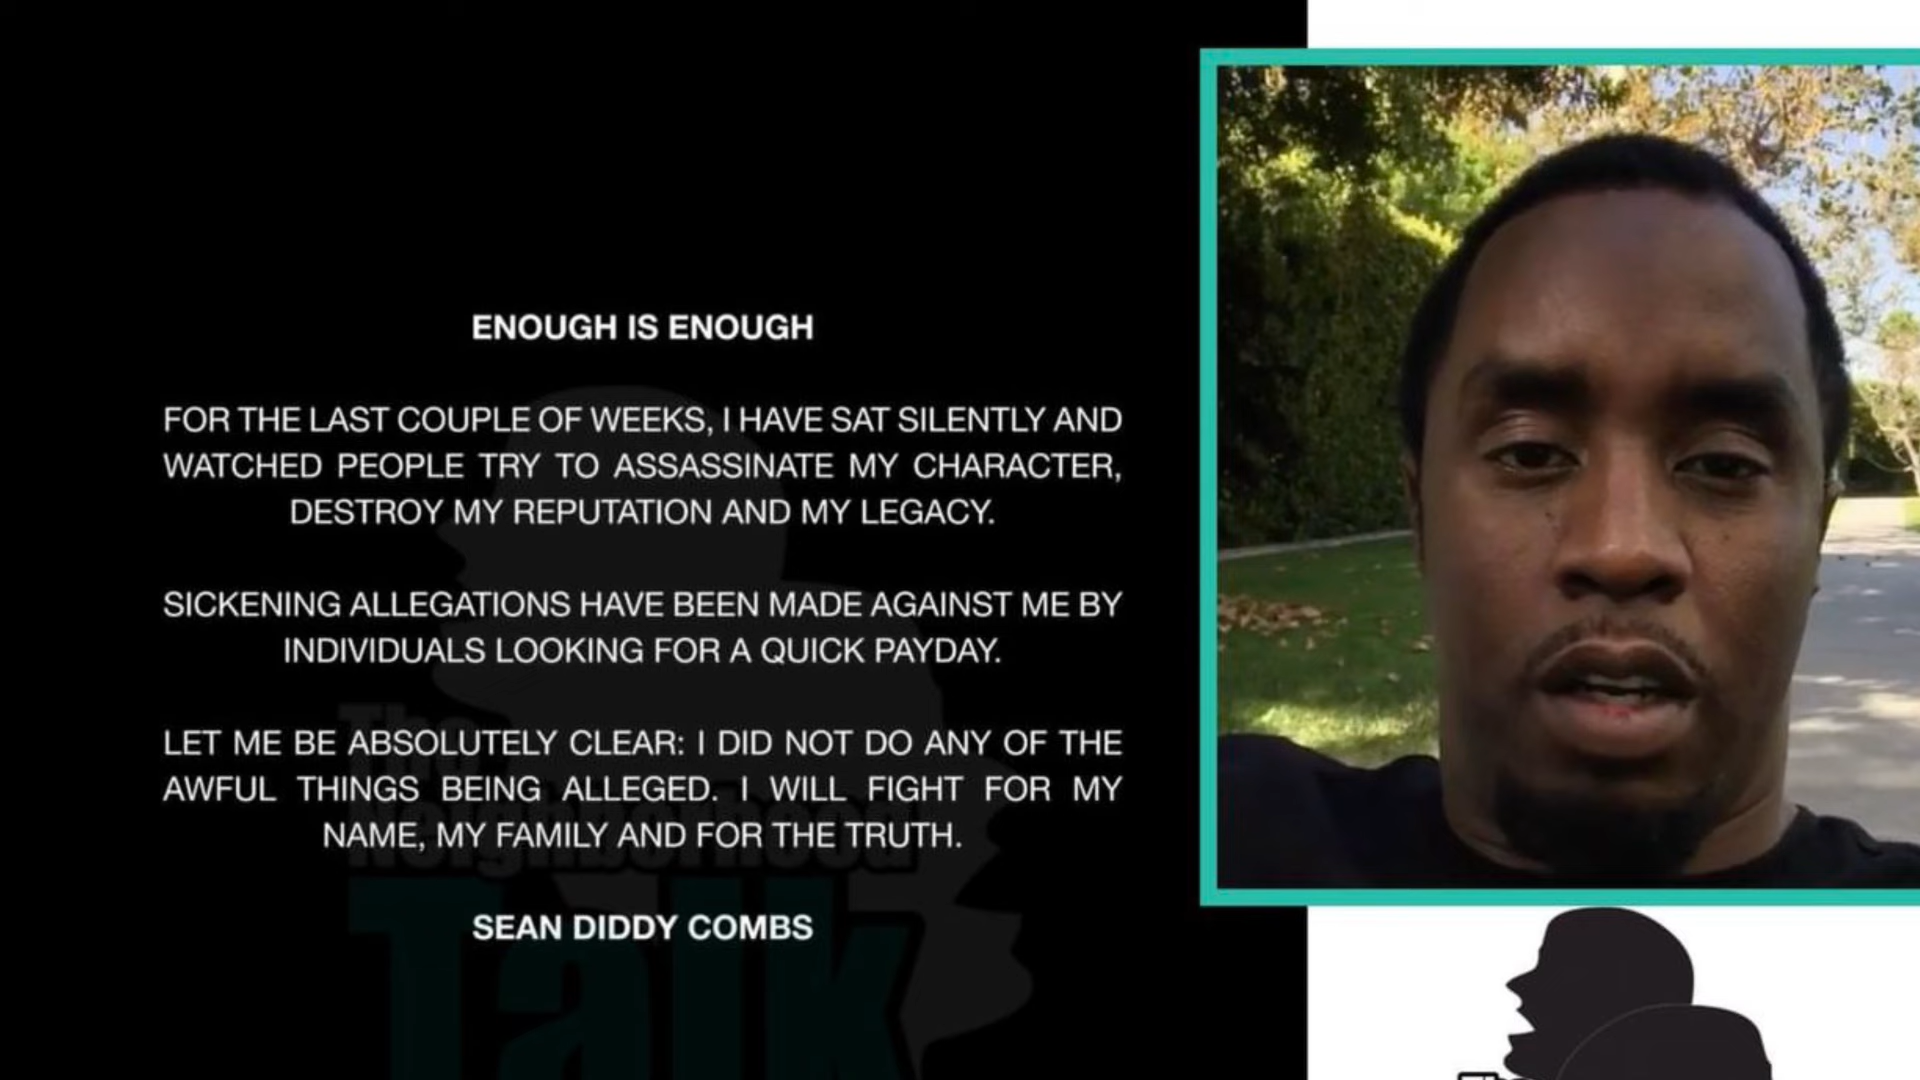 ENOUGH IS ENOUGH
FOR THE LAST COUPLE OF WEEKS, I HAVE SAT SILENTLY AND
WATCHED PEOPLE TRY TO ASSASSINATE MY CHARACTER,
DESTROY MY REPUTATION AND MY LEGACY.
SICKENING ALLEGATIONS HAVE BEEN MADE AGAINST ME BY
INDIVIDUALS LOOKING FOR A QUICK PAYDAY.
LET ME BE ABSOLUTELY CLEAR: I DID NOT DO ANY OF THE
AWFUL THINGS BEING ALLEGED. I WILL FIGHT FOR MY
NAME, MY FAMILY AND FOR THE TRUTH.
SEAN DIDDY COMBS
The
Neighborhood
Talk